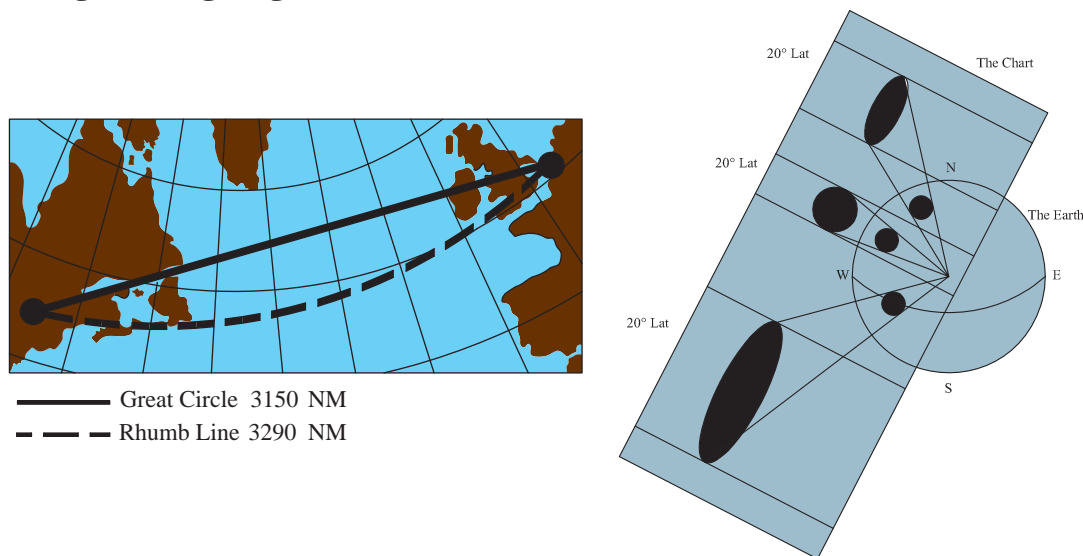 Great Circle 3150 NM
Rhumb Line 3290 NM
20° Lat
The Chart
20° Lat
N
The Earth
W
E
20° Lat
S